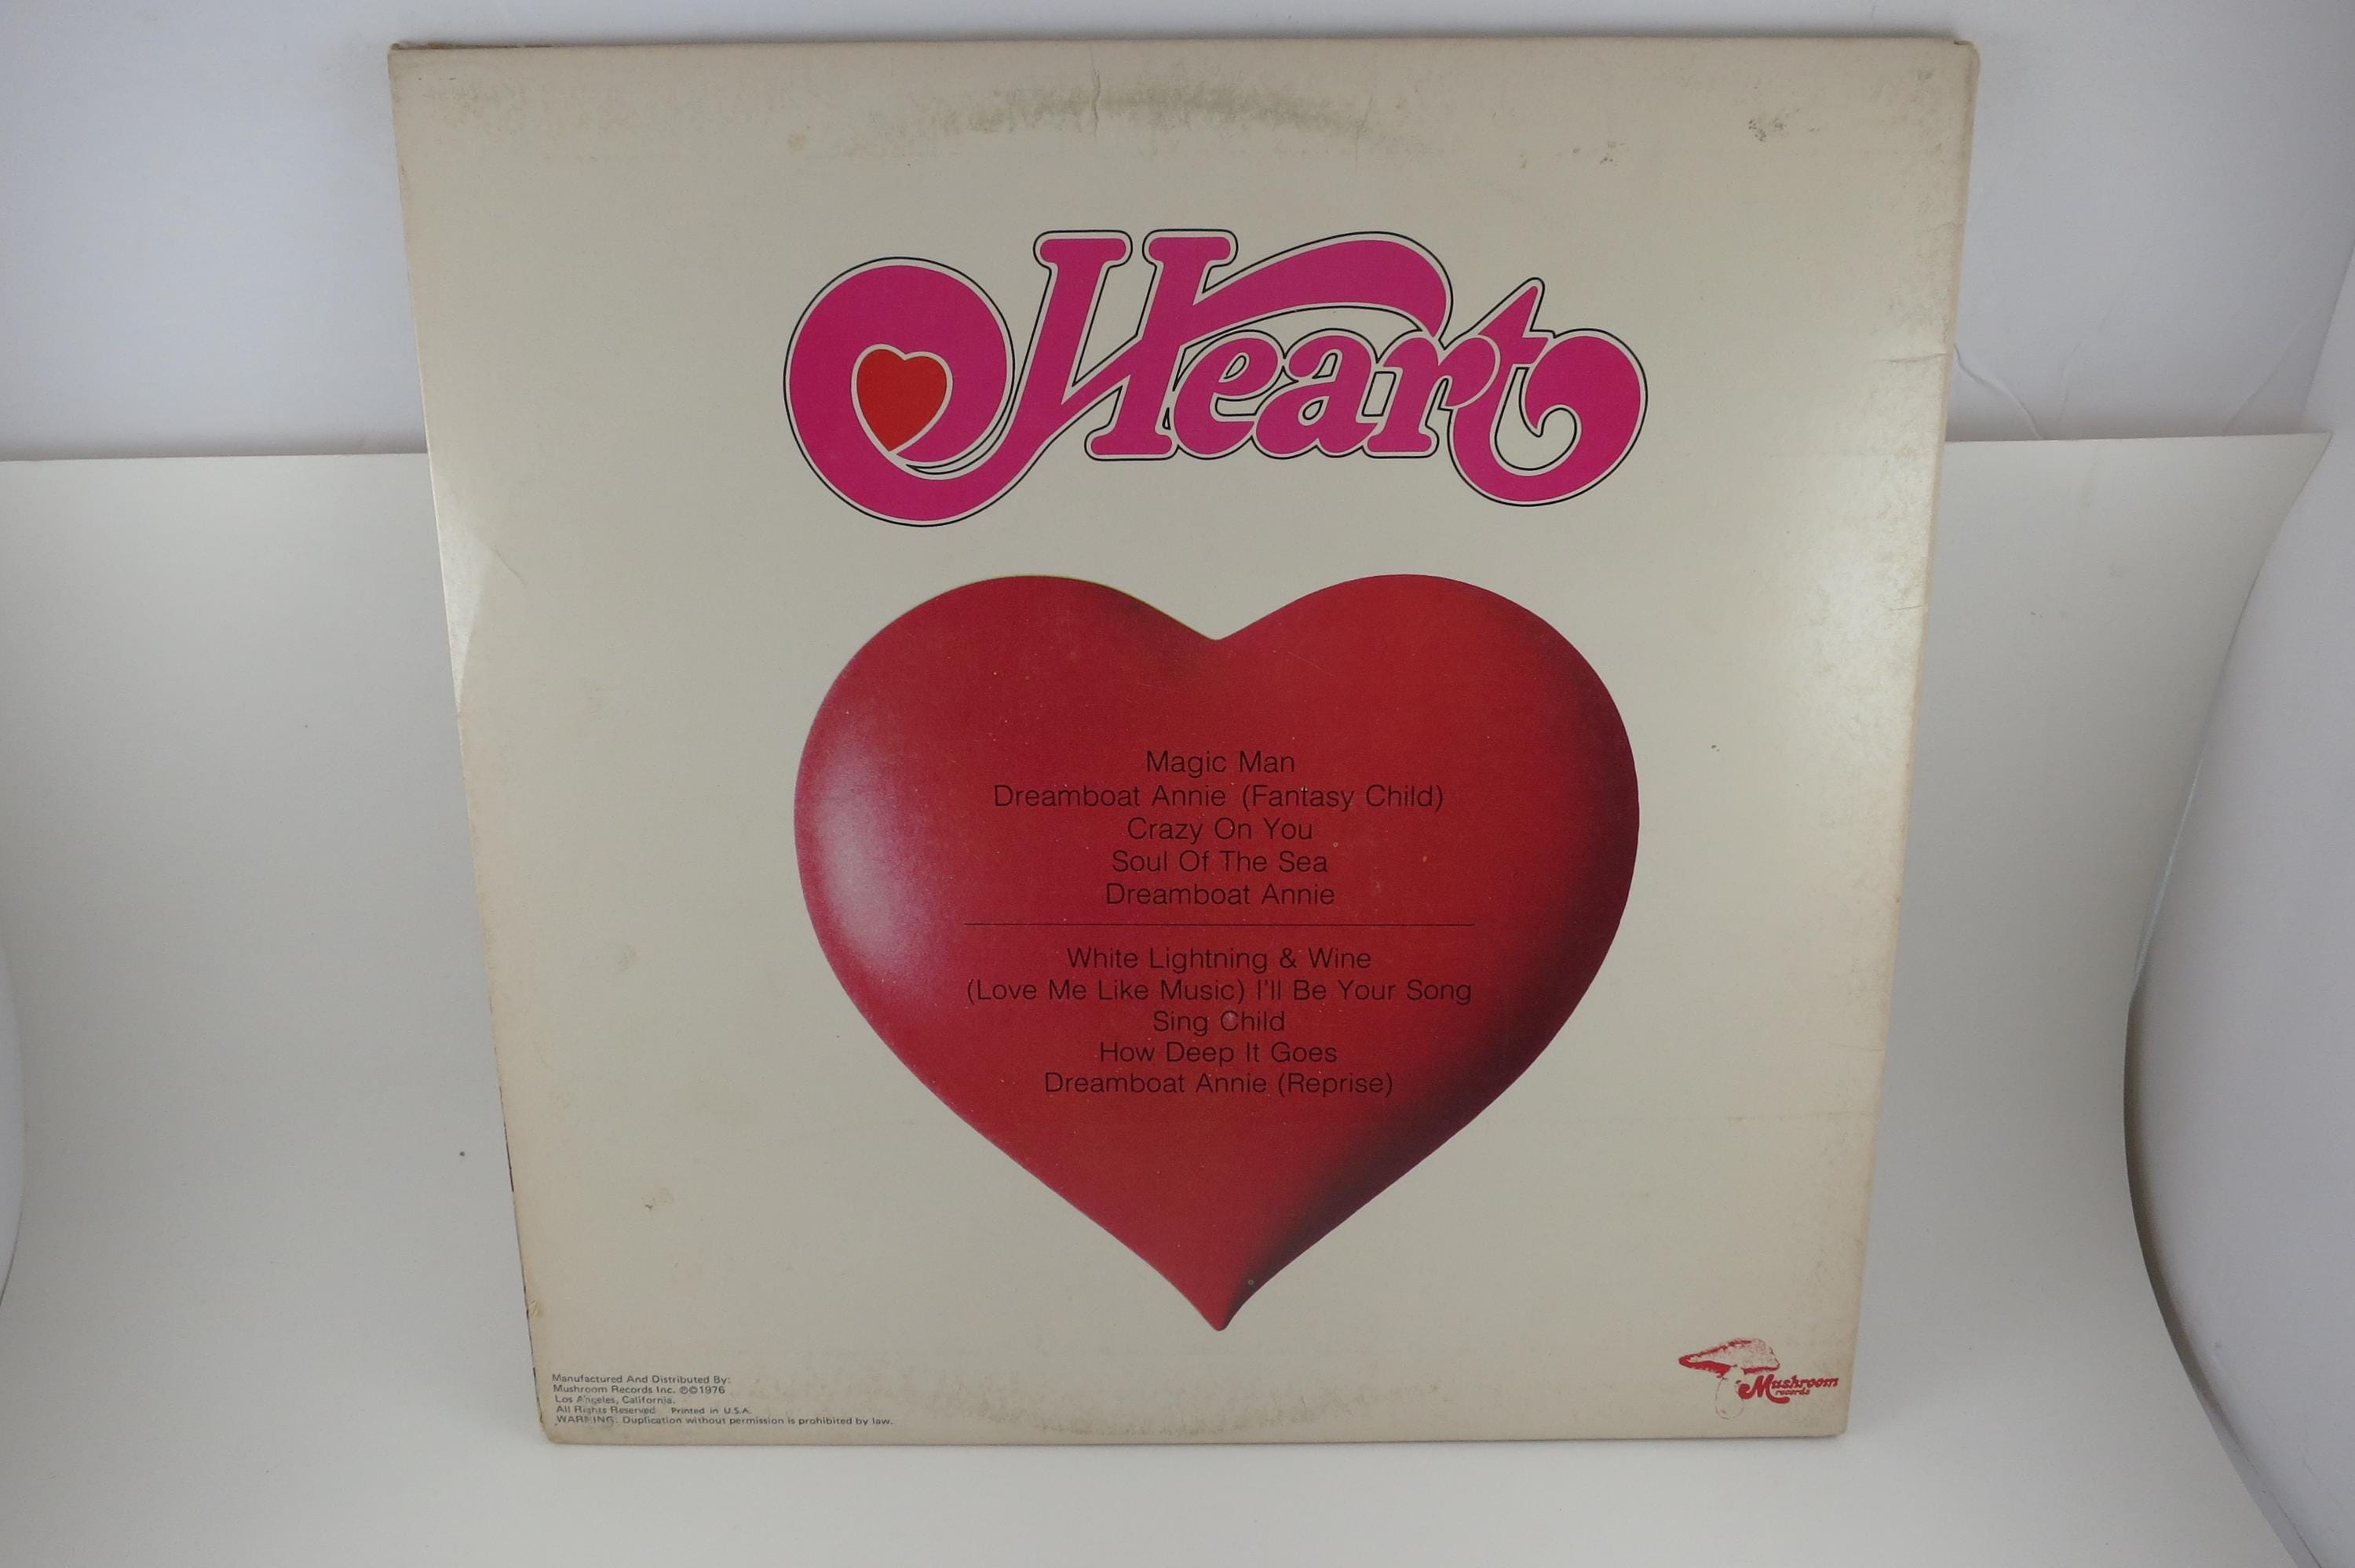 Heart
Magic Man
Dreamboat Annie (Fantasy Child)
Crazy On You
Soul Of The Sea
Dreamboat Annie
White Lightning & Wine
(Love Me Like Music) I'll Be Your Song
Sing Child
How Deep It Goes
Dreamboat Annie (Reprise)
Manufactured And Distributed By:
Mushroom Records Inc. ℗©1976
Los Angeles, California.
All Rights Reserved Printed in U.S.A.
WARNING: Duplication without permission is prohibited by law.
Mushroom
records